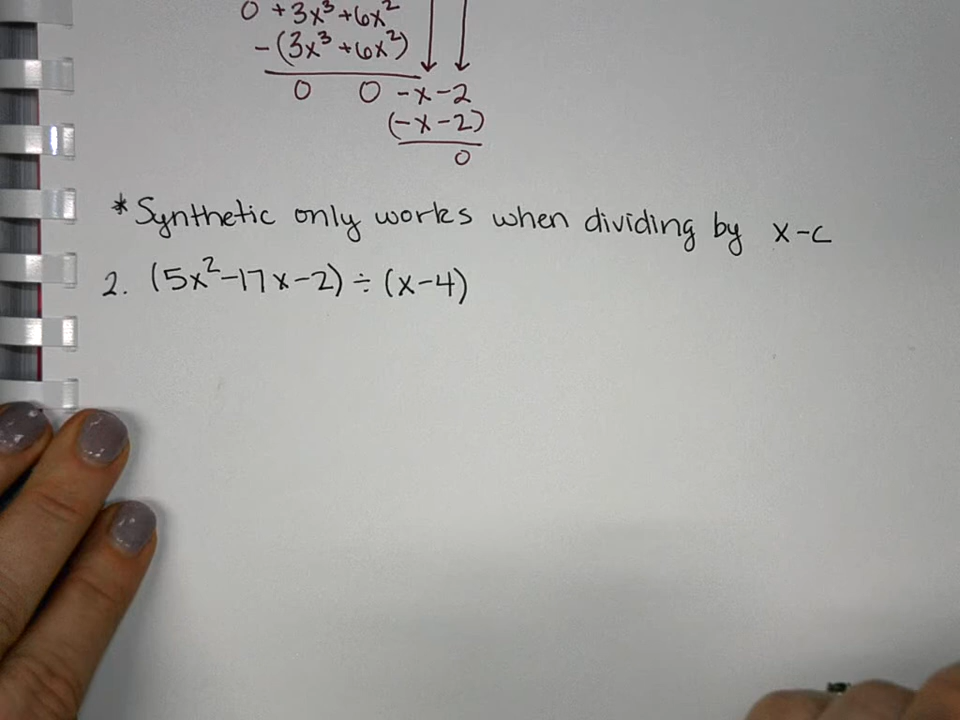 0 +3x³+6x²
-(3x³+6x²)
0 0 -x-2
(-x-2)
0
*Synthetic only works when dividing by x-c
2. (5x²-17x-2)÷(x-4)